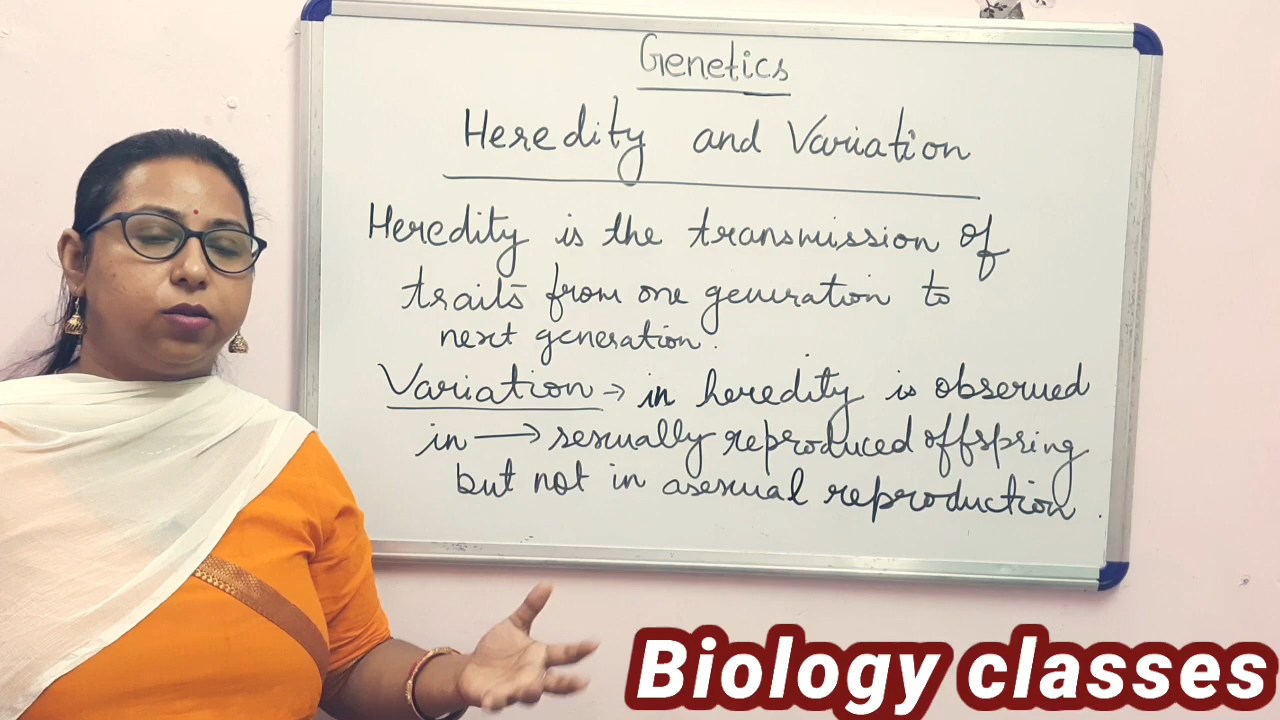 Genetics
Heredity and Variation
Heredity is the transmission of
traits from one generation to
next generation.
Variation → in heredity is observed
in → sexually reproduced offspring
but not in asexual reproduction.
Biology classes